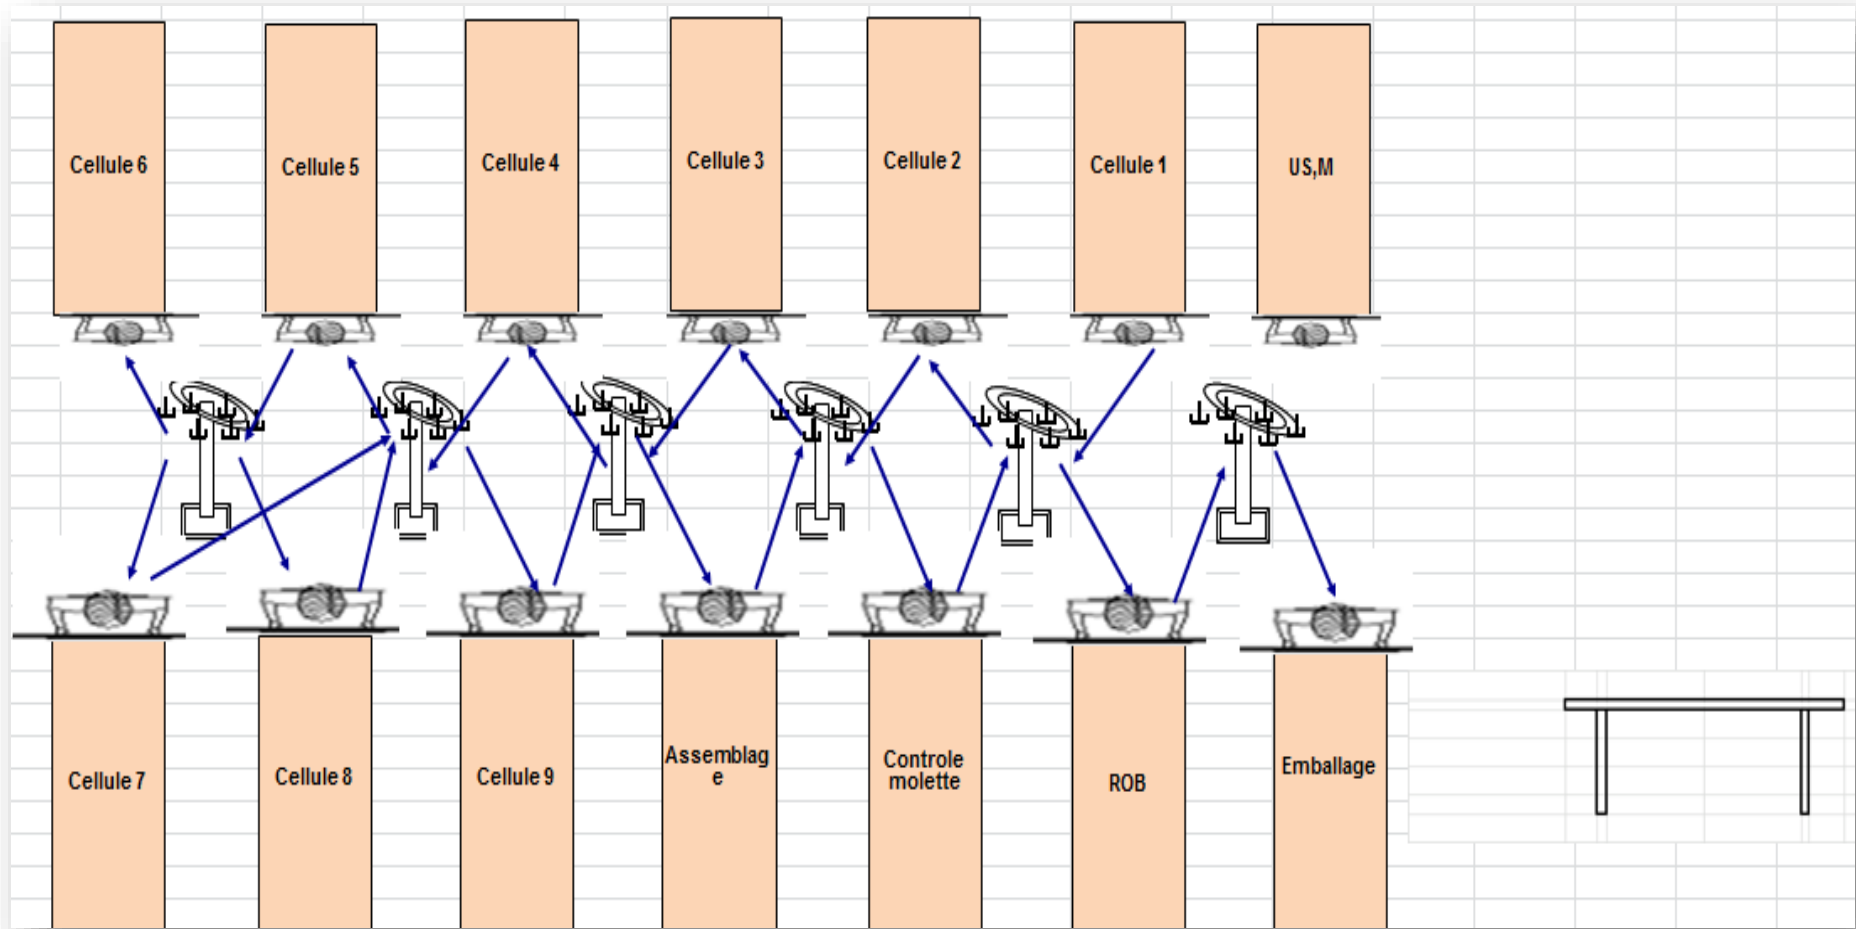 Cellule 6
Cellule 5
Cellule 4
Cellule 3
Cellule 2
Cellule 1
US,M
Cellule 7
Cellule 8
Cellule 9
Assemblag
e
Controle
molette
ROB
Emballage